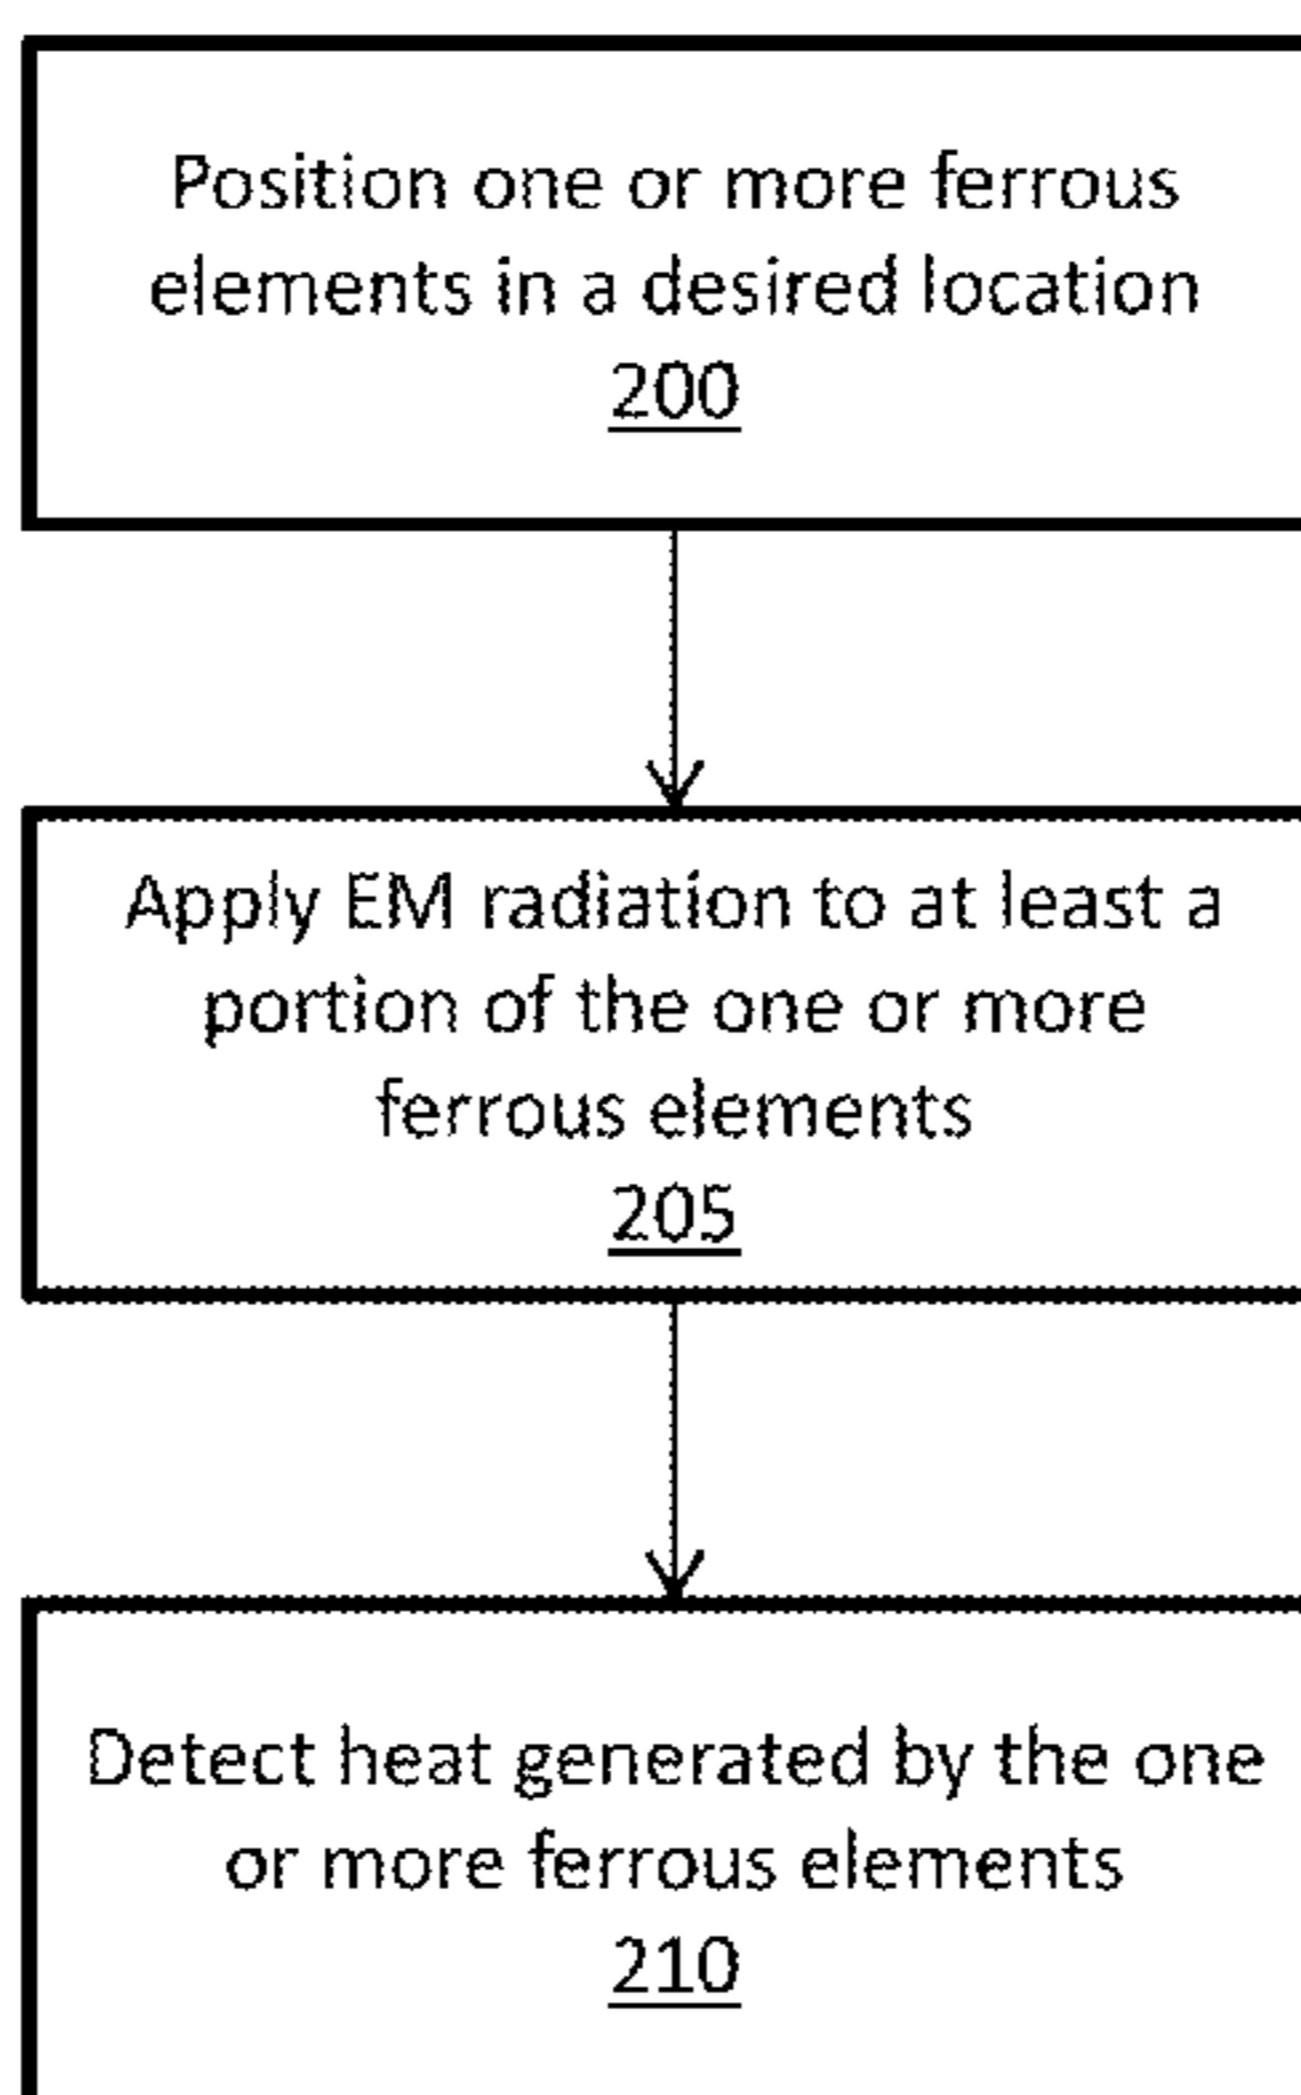 Position one or more ferrous
elements in a desired location
200
Apply EM radiation to at least a
portion of the one or more
ferrous elements
205
Detect heat generated by the one
or more ferrous elements
210